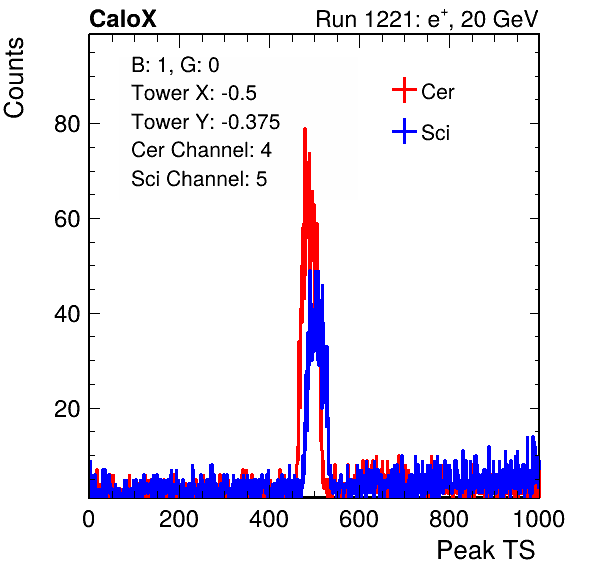 CaloX Run 1221: e⁺, 20 GeV
Counts
B: 1, G: 0
Tower X: -0.5
Tower Y: -0.375
Cer Channel: 4
Sci Channel: 5
Cer
Sci
80
60
40
20
0 200 400 600 800 1000
Peak TS